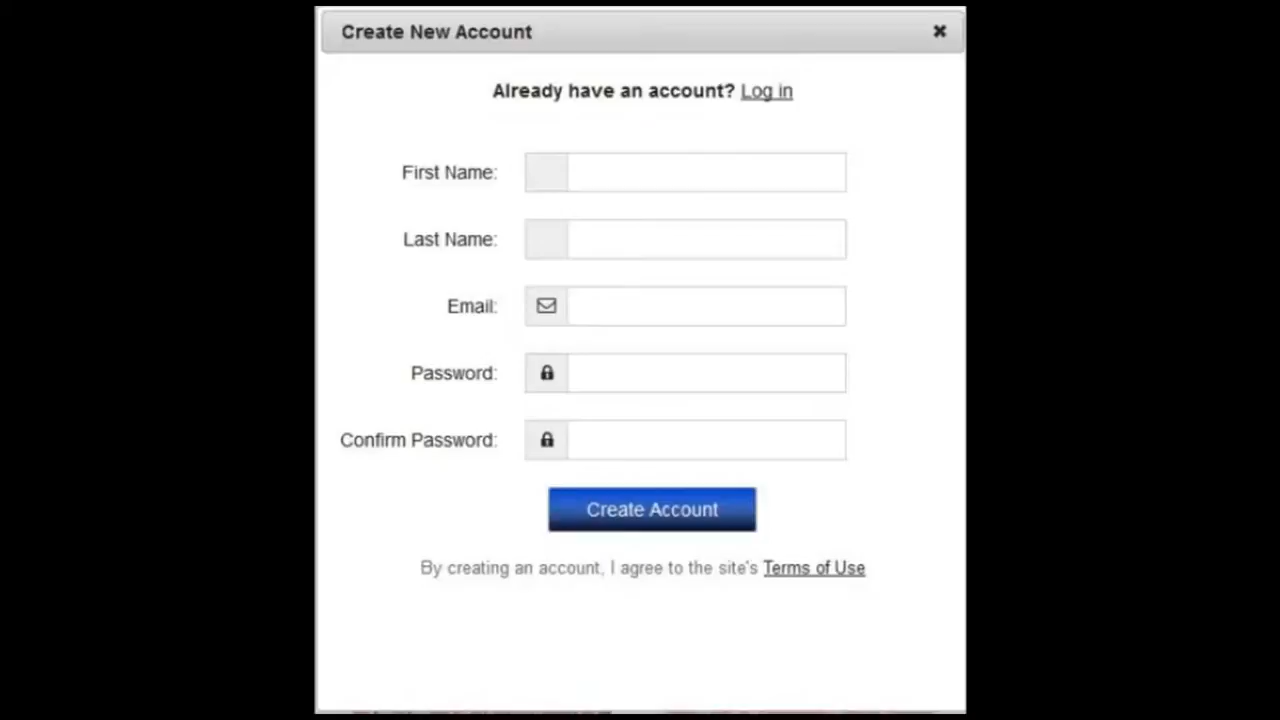 Create New Account
Already have an account? Log in
First Name:
Last Name:
Email:
Password:
Confirm Password:
Create Account
By creating an account, I agree to the site's Terms of Use